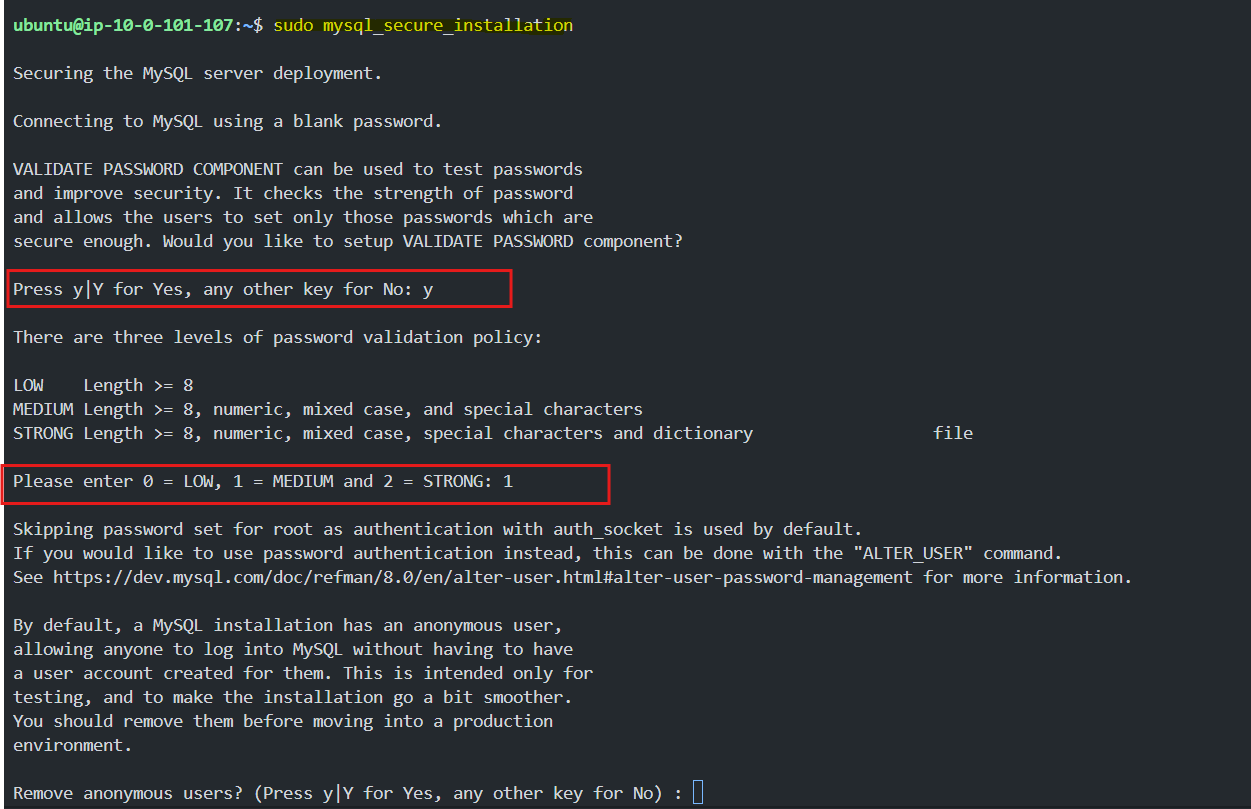 ubuntu@ip-10-0-101-107:~$ sudo mysql_secure_installation
Securing the MySQL server deployment.
Connecting to MySQL using a blank password.
VALIDATE PASSWORD COMPONENT can be used to test passwords
and improve security. It checks the strength of password
and allows the users to set only those passwords which are
secure enough. Would you like to setup VALIDATE PASSWORD component?
Press y|Y for Yes, any other key for No: y
There are three levels of password validation policy:
LOW    Length >= 8
MEDIUM Length >= 8, numeric, mixed case, and special characters
STRONG Length >= 8, numeric, mixed case, special characters and dictionary                  file
Please enter 0 = LOW, 1 = MEDIUM and 2 = STRONG: 1
Skipping password set for root as authentication with auth_socket is used by default.
If you would like to use password authentication instead, this can be done with the "ALTER_USER" command.
See https://dev.mysql.com/doc/refman/8.0/en/alter-user.html#alter-user-password-management for more information.
By default, a MySQL installation has an anonymous user,
allowing anyone to log into MySQL without having to have
a user account created for them. This is intended only for
testing, and to make the installation go a bit smoother.
You should remove them before moving into a production
environment.
Remove anonymous users? (Press y|Y for Yes, any other key for No) :